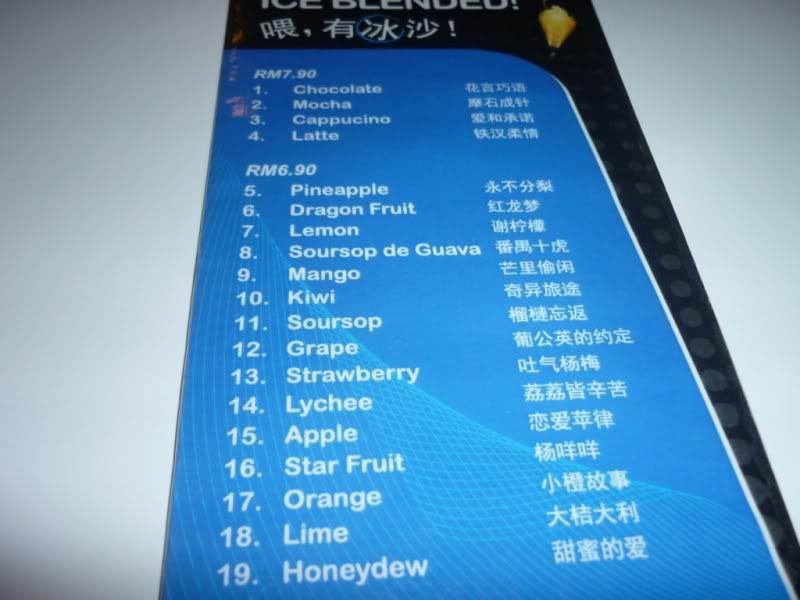 ICE BLENDED!
喂，有冰沙！
RM7.90
1. Chocolate 花言巧语
2. Mocha 摩石成针
3. Cappucino 爱和承诺
4. Latte 铁汉柔情
RM6.90
5. Pineapple 永不分梨
6. Dragon Fruit 红龙梦
7. Lemon 谢柠檬
8. Soursop de Guava 番禺十虎
9. Mango 芒里偷闲
10. Kiwi 奇异旅途
11. Soursop 榴梿忘返
12. Grape 葡公英的约定
13. Strawberry 吐气杨梅
14. Lychee 荔荔皆辛苦
15. Apple 恋爱苹律
16. Star Fruit 杨咩咩
17. Orange 小橙故事
18. Lime 大桔大利
19. Honeydew 甜蜜的爱